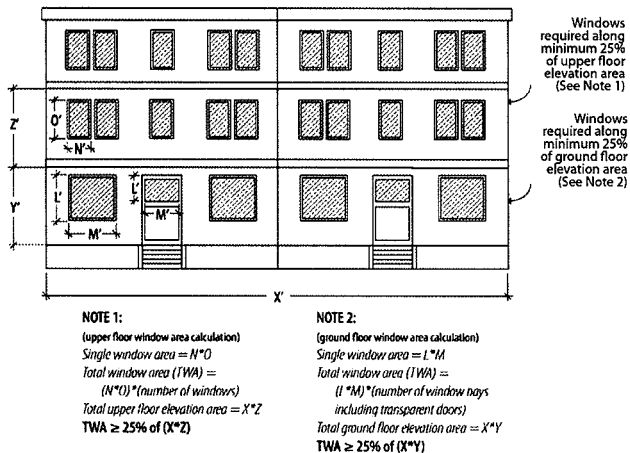 Windows
required along
minimum 25%
of upper floor
elevation area
(See Note 1)
Windows
required along
minimum 25%
of ground floor
elevation area
(See Note 2)
Z'
O'
N'
Y'
L'
M'
L'
M'
X'
NOTE 1:
(upper floor window area calculation)
Single window area = N*O
Total window area (TWA) =
(N*O))*(number of windows)
Total upper floor elevation area = X*Z
TWA ≥ 25% of (X*Z)
NOTE 2:
(ground floor window area calculation)
Single window area = L*M
Total window area (TWA) =
(L*M)*(number of window bays
including transparent doors)
Total ground floor elevation area = X*Y
TWA ≥ 25% of (X*Y)